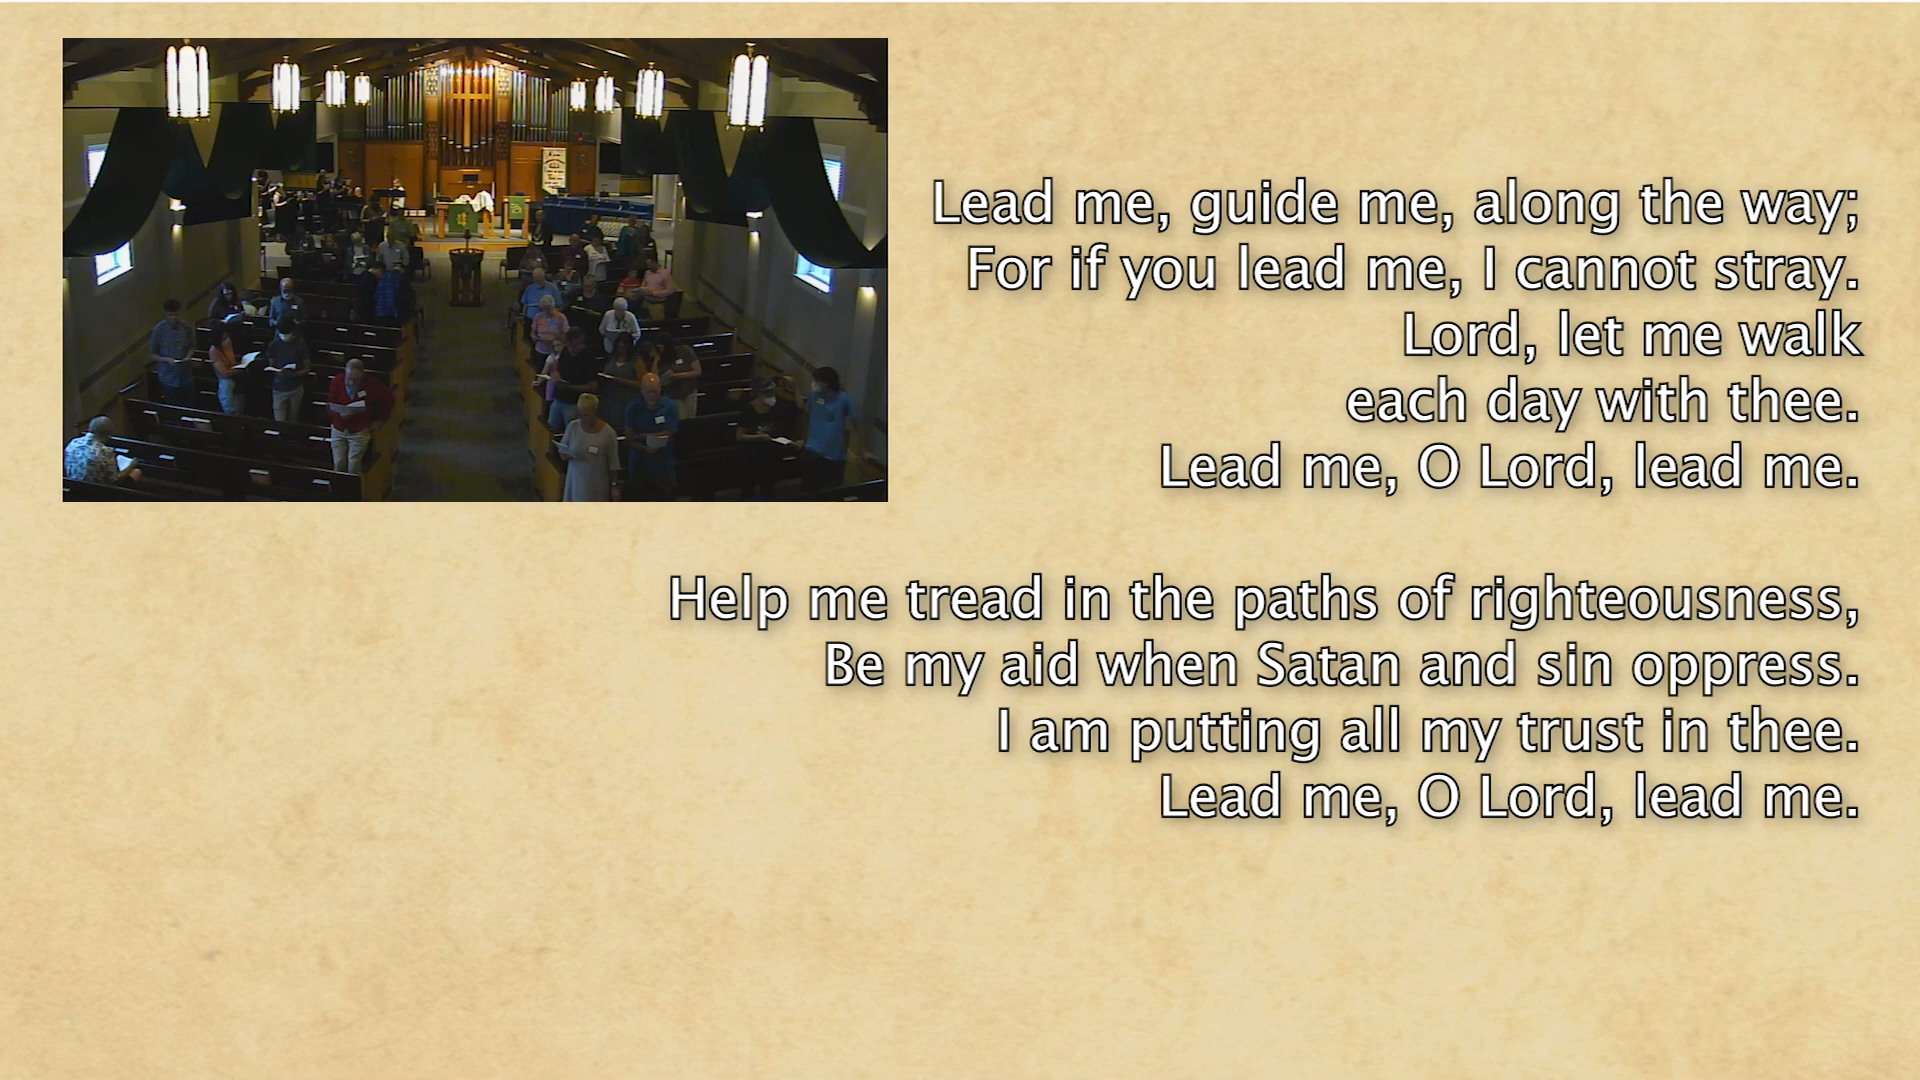 Lead me, guide me, along the way;
For if you lead me, I cannot stray.
Lord, let me walk
each day with thee.
Lead me, O Lord, lead me.
Help me tread in the paths of righteousness,
Be my aid when Satan and sin oppress.
I am putting all my trust in thee.
Lead me, O Lord, lead me.